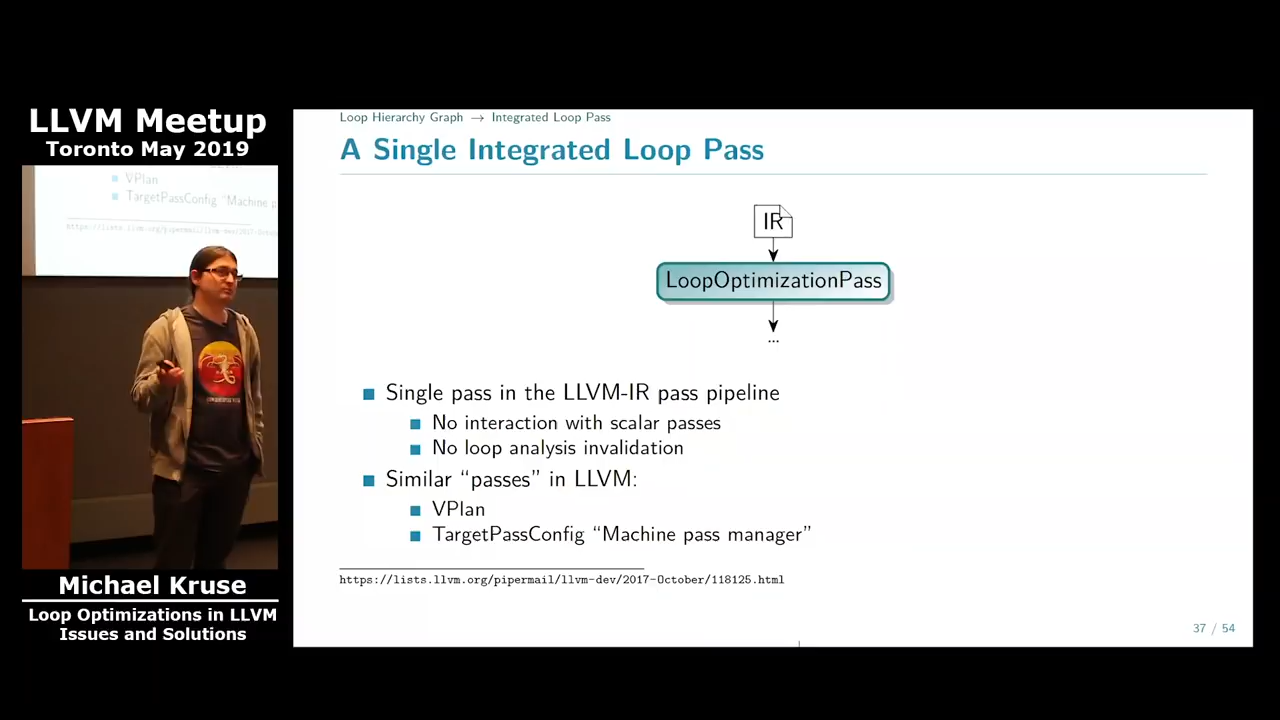 LLVM Meetup
Toronto May 2019
VPlan
TargetPassConfig "Machine p
Michael Kruse
Loop Optimizations in LLVM
Issues and Solutions
Loop Hierarchy Graph → Integrated Loop Pass
A Single Integrated Loop Pass
IR
LoopOptimizationPass
...
■ Single pass in the LLVM-IR pass pipeline
■ No interaction with scalar passes
■ No loop analysis invalidation
■ Similar “passes” in LLVM:
■ VPlan
■ TargetPassConfig “Machine pass manager”
https://lists.llvm.org/pipermail/llvm-dev/2017-October/118125.html
37 / 54